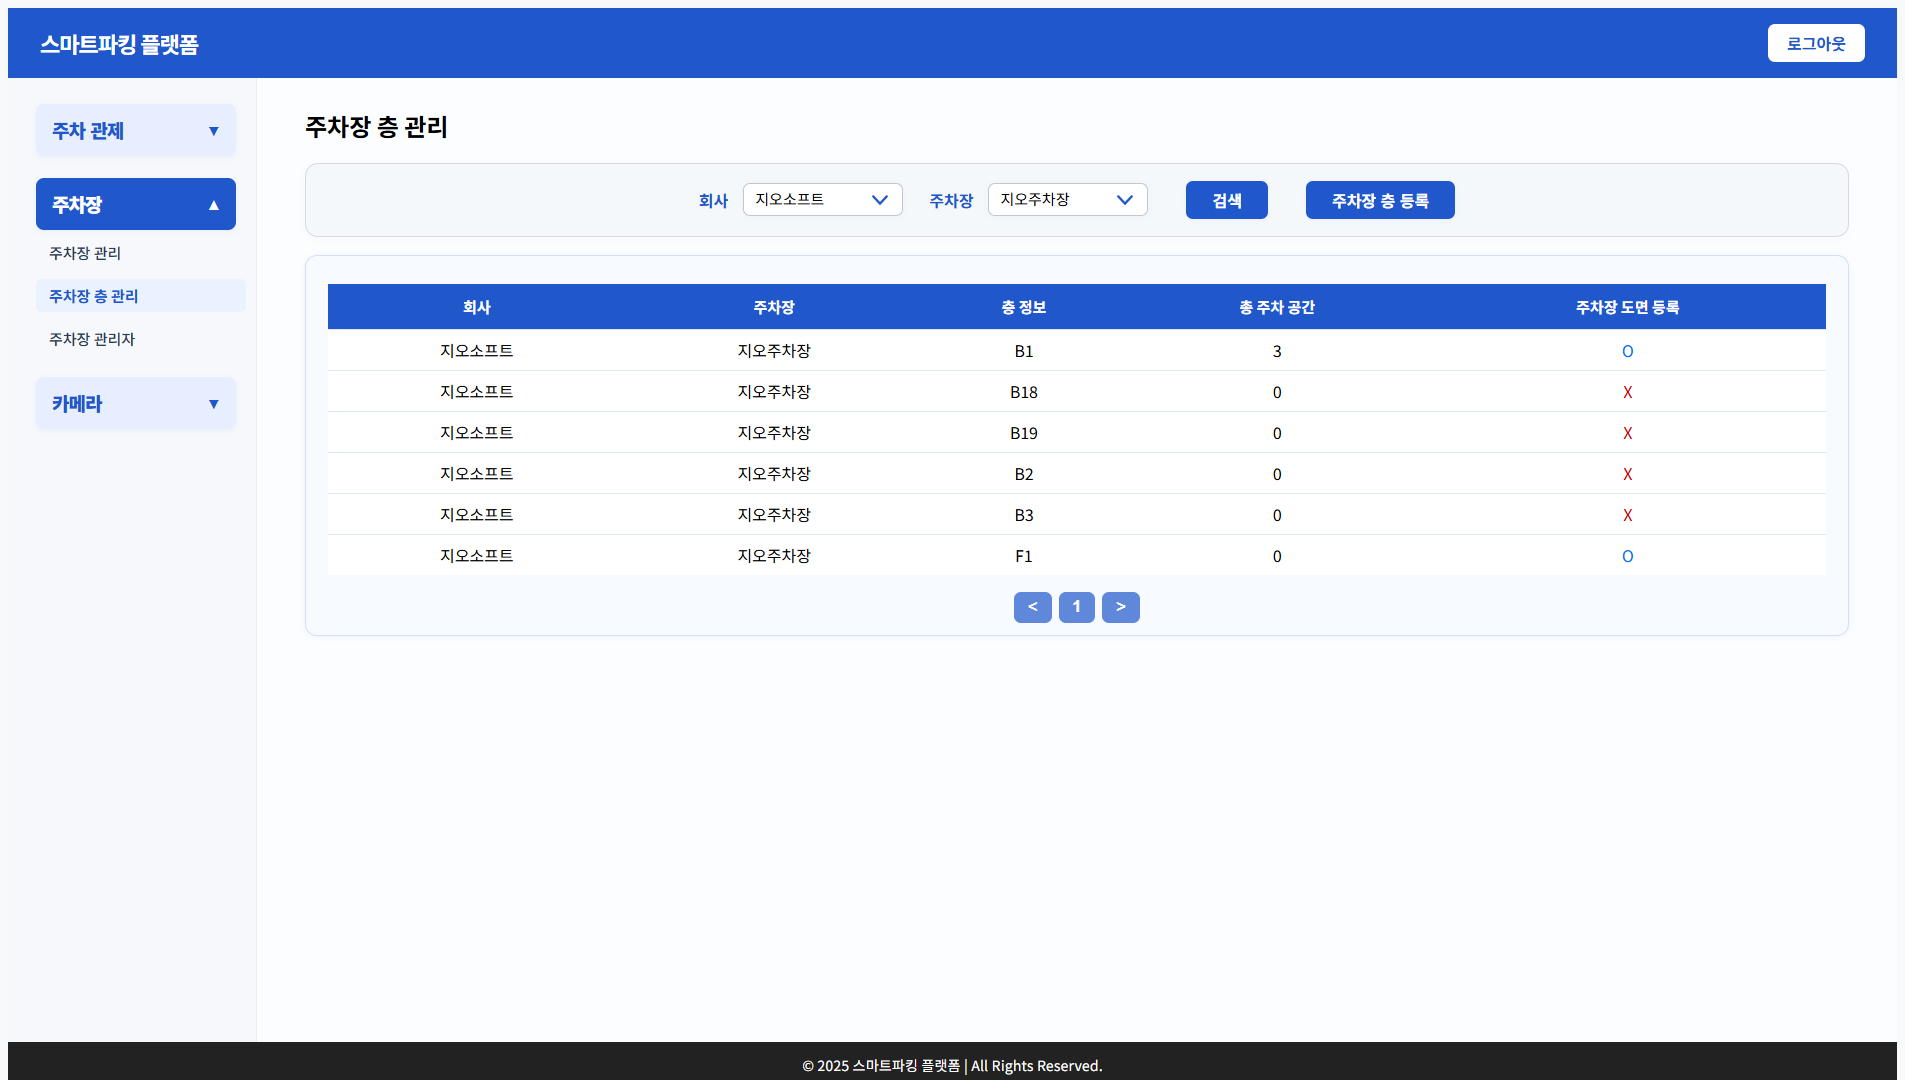 스마트파킹 플랫폼
로그아웃
주차 관제 ▼
주차장 ▲
주차장 관리
주차장 층 관리
주차장 관리자
카메라 ▼
주차장 층 관리
회사 지오소프트 주차장 지오주차장 검색 주차장 층 등록
회사 주차장 층 정보 총 주차 공간 주차장 도면 등록
지오소프트 지오주차장 B1 3 O
지오소프트 지오주차장 B18 0 X
지오소프트 지오주차장 B19 0 X
지오소프트 지오주차장 B2 0 X
지오소프트 지오주차장 B3 0 X
지오소프트 지오주차장 F1 0 O
< 1 >
© 2025 스마트파킹 플랫폼 | All Rights Reserved.